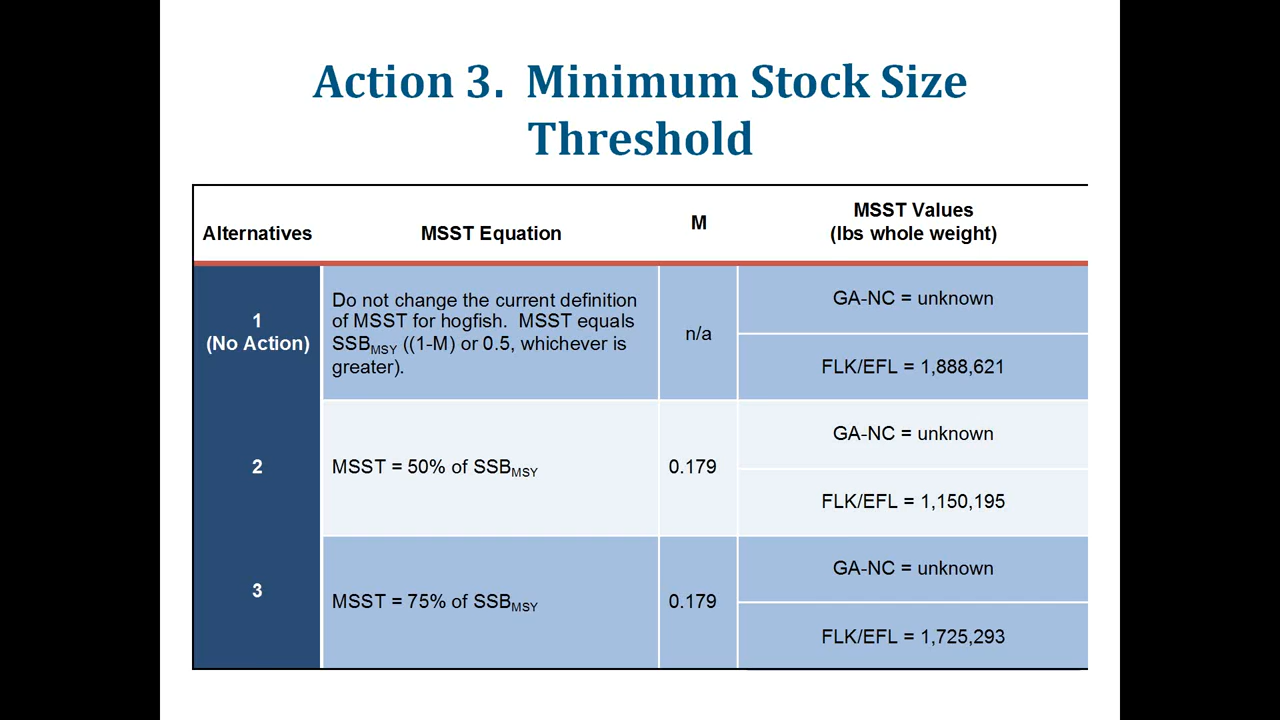 Action 3.  Minimum Stock Size
Threshold
Alternatives
MSST Equation
M
MSST Values
(lbs whole weight)
1
(No Action)
Do not change the current definition
of MSST for hogfish.  MSST equals
SSBMSY ((1-M) or 0.5, whichever is
greater).
n/a
GA-NC = unknown
FLK/EFL = 1,888,621
2
MSST = 50% of SSBMSY
0.179
GA-NC = unknown
FLK/EFL = 1,150,195
3
MSST = 75% of SSBMSY
0.179
GA-NC = unknown
FLK/EFL = 1,725,293